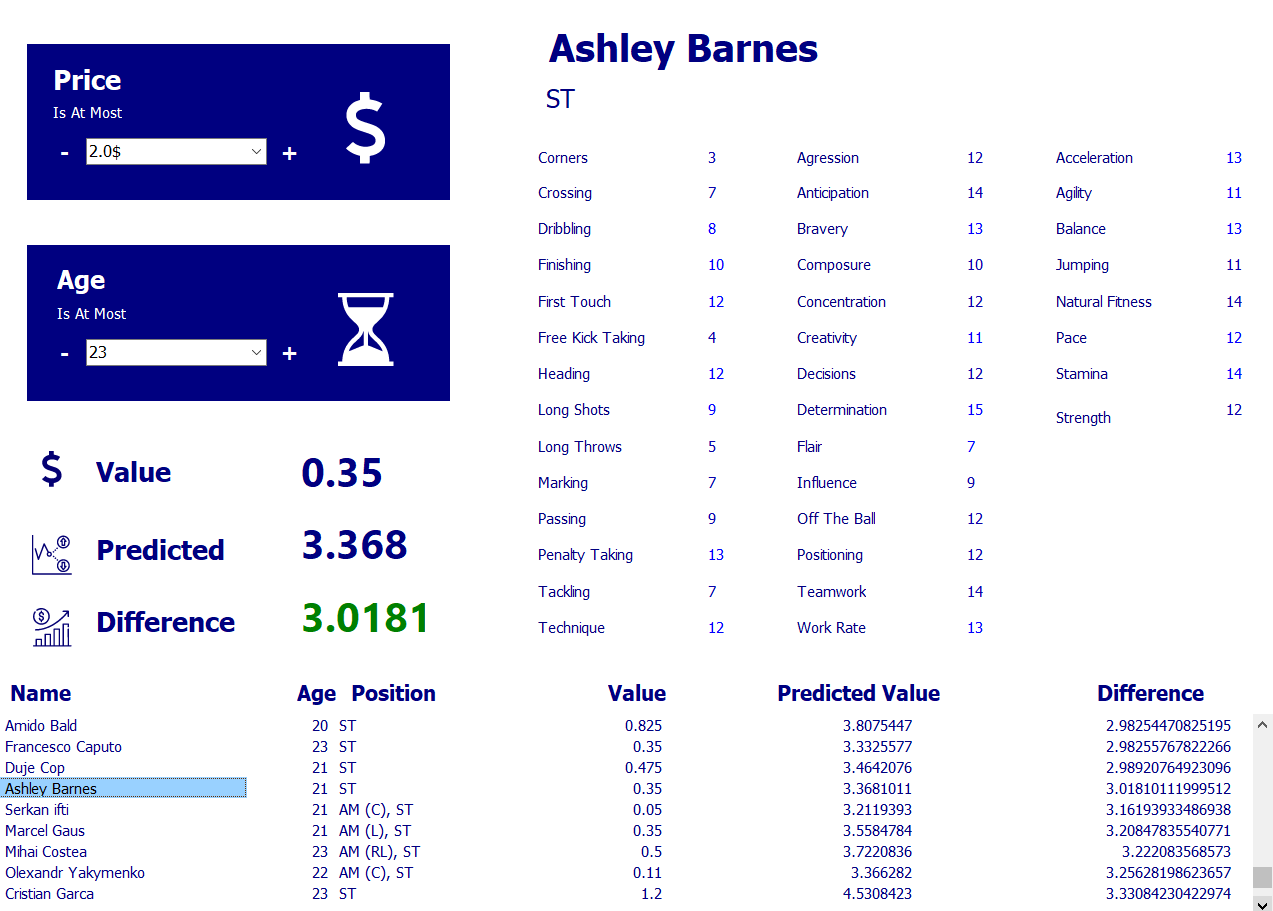 Price
Is At Most
- 2.0$ +
$
Age
Is At Most
- 23 +
$ Value 0.35
Predicted 3.368
$ Difference 3.0181
Ashley Barnes
ST
Corners 3 Agression 12 Acceleration 13
Crossing 7 Anticipation 14 Agility 11
Dribbling 8 Bravery 13 Balance 13
Finishing 10 Composure 10 Jumping 11
First Touch 12 Concentration 12 Natural Fitness 14
Free Kick Taking 4 Creativity 11 Pace 12
Heading 12 Decisions 12 Stamina 14
Long Shots 9 Determination 15 Strength 12
Long Throws 5 Flair 7
Marking 7 Influence 9
Passing 9 Off The Ball 12
Penalty Taking 13 Positioning 12
Tackling 7 Teamwork 14
Technique 12 Work Rate 13
Name Age Position Value Predicted Value Difference
Amido Bald 20 ST 0.825 3.8075447 2.98254470825195
Francesco Caputo 23 ST 0.35 3.3325577 2.98255767822266
Duje Cop 21 ST 0.475 3.4642076 2.98920764923096
Ashley Barnes 21 ST 0.35 3.3681011 3.01810111999512
Serkan ifti 21 AM (C), ST 0.05 3.2119393 3.16193933486938
Marcel Gaus 21 AM (L), ST 0.35 3.5584784 3.20847835540771
Mihai Costea 23 AM (RL), ST 0.5 3.7220836 3.222083568573
Olexandr Yakymenko 22 AM (C), ST 0.11 3.366282 3.25628198623657
Cristian Garca 23 ST 1.2 4.5308423 3.33084230422974